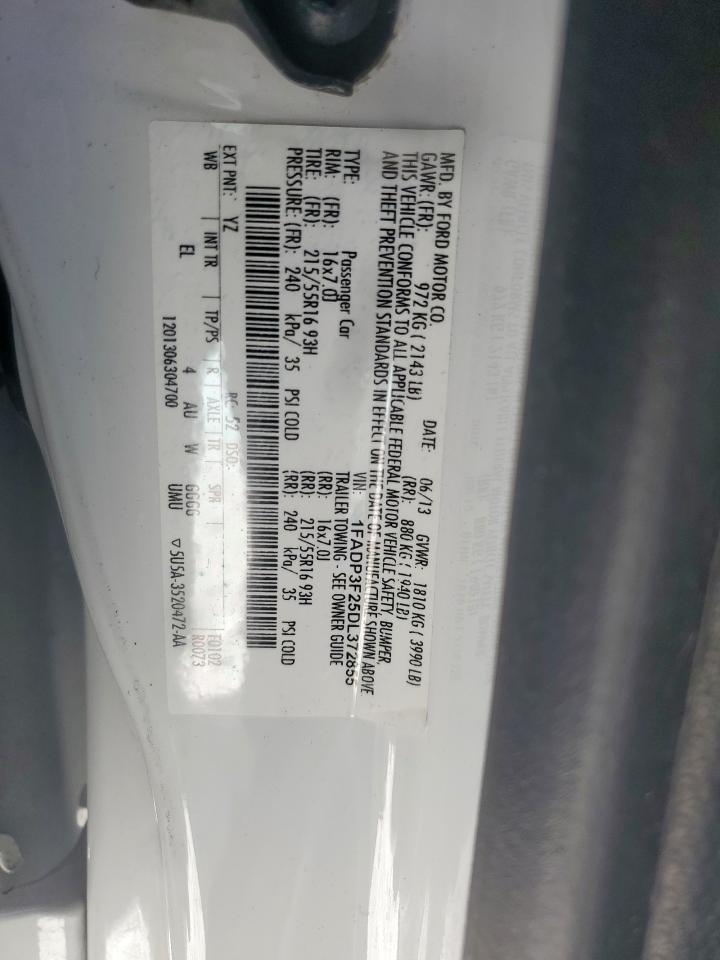 MFD. BY FORD MOTOR CO.
DATE: 06/13 GVWR: 1810 KG ( 3990 LB)
GAWR: (FR): 972 KG ( 2143 LB) (RR): 880 KG ( 1940 LB)
THIS VEHICLE CONFORMS TO ALL APPLICABLE FEDERAL MOTOR VEHICLE SAFETY, BUMPER,
AND THEFT PREVENTION STANDARDS IN EFFECT ON THE DATE OF MANUFACTURE SHOWN ABOVE
VIN: 1FADP3F25DL372855
TYPE: Passenger Car TRAILER TOWING - SEE OWNER GUIDE
RIM: (FR): 16x7.0J (RR): 16x7.0J
TIRE: (FR): 215/55R16 93H (RR): 215/55R16 93H
PRESSURE: (FR): 240 kPa/ 35 PSI COLD (RR): 240 kPa/ 35 PSI COLD
EXT PNT: YZ RC: 52 DSO: F0102
WB INT TR TP/PS R AXLE TR SPR R0073
EL 4 AU W GGGG UMU
1201306304700 ▽5U5A-3520472-AA